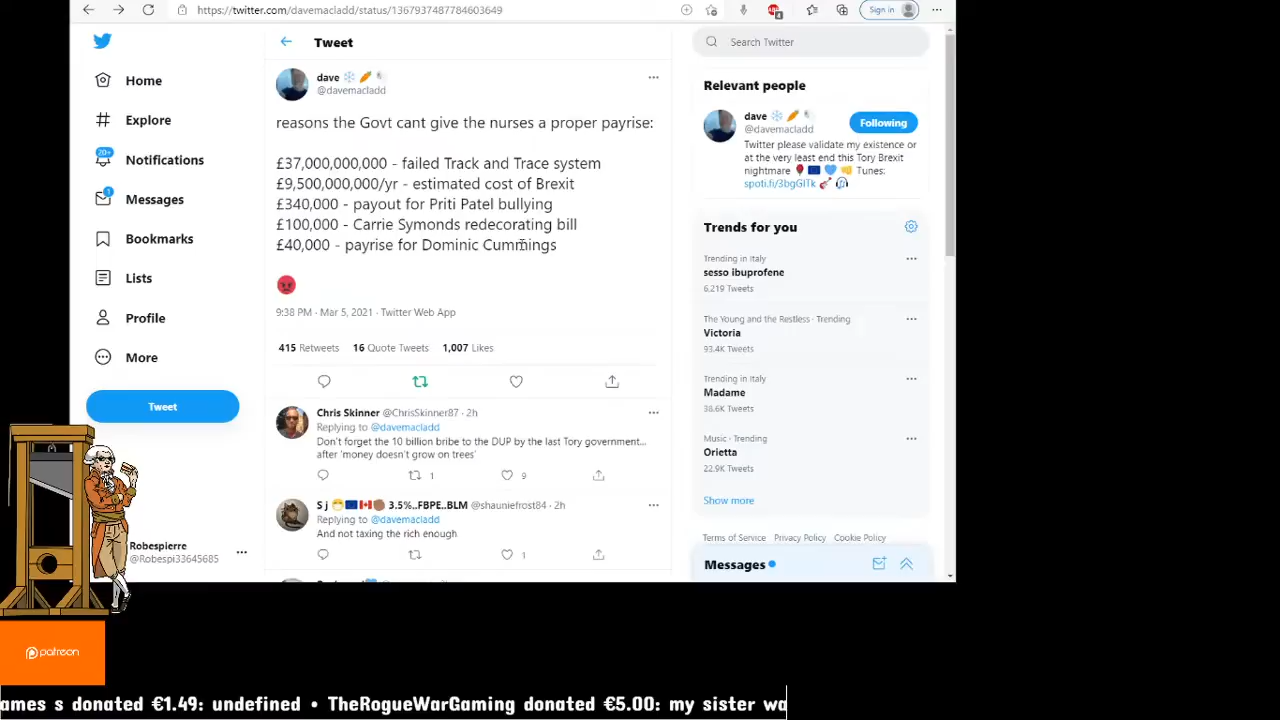 https://twitter.com/davemacladd/status/1367937487784603649
Sign in
Home
Explore
20+
Notifications
1
Messages
Bookmarks
Lists
Profile
More
Tweet
Robespierre
@Robespi33645685
patreon
Tweet
dave
@davemacladd
reasons the Govt cant give the nurses a proper payrise:
£37,000,000,000 - failed Track and Trace system
£9,500,000,000/yr - estimated cost of Brexit
£340,000 - payout for Priti Patel bullying
£100,000 - Carrie Symonds redecorating bill
£40,000 - payrise for Dominic Cummings
9:38 PM · Mar 5, 2021 · Twitter Web App
415 Retweets 16 Quote Tweets 1,007 Likes
Chris Skinner @ChrisSkinner87 · 2h
Replying to @davemacladd
Don't forget the 10 billion bribe to the DUP by the last Tory government...
after 'money doesn't grow on trees'
1 9
S j 3.5%..FBPE..BLM @shauniefrost84 · 2h
Replying to @davemacladd
And not taxing the rich enough
1
Search Twitter
Relevant people
dave
@davemacladd
Following
Twitter please validate my existence or
at the very least end this Tory Brexit
nightmare Tunes:
spoti.fi/3bgGITk
Trends for you
Trending in Italy
sesso ibuprofene
6,219 Tweets
The Young and the Restless · Trending
Victoria
93.4K Tweets
Trending in Italy
Madame
38.6K Tweets
Music · Trending
Orietta
22.9K Tweets
Show more
Terms of Service Privacy Policy Cookie Policy
Messages
ames s donated €1.49: undefined • TheRogueWarGaming donated €5.00: my sister wa